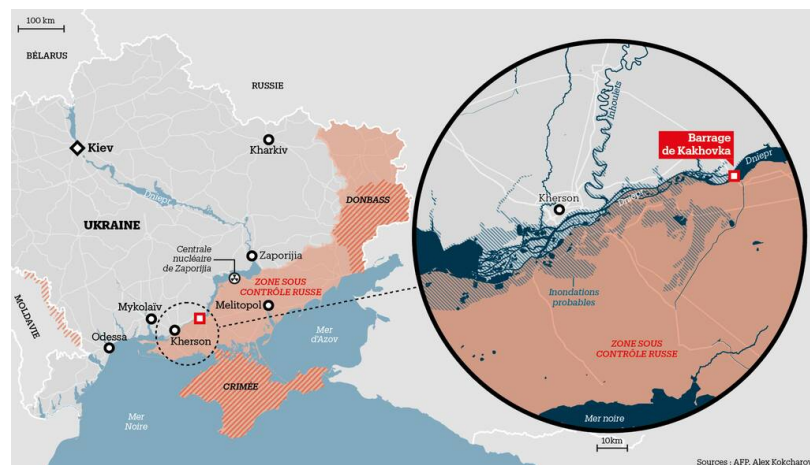 100 km
BÉLARUS
RUSSIE
Kiev
Kharkiv
Dniepr
DONBASS
UKRAINE
Centrale
nucléaire
de Zaporijia
Zaporijia
ZONE SOUS
CONTRÔLE RUSSE
Melitopol
Mykolaïv
MOLDAVIE
Odessa
Kherson
Mer
d'Azov
CRIMÉE
Mer
Noire
Inhoulets
Barrage
de Kakhovka
Dniepr
Kherson
Dniepr
Inondations
probables
ZONE SOUS
CONTRÔLE RUSSE
Mer noire
10km
Sources : AFP, Alex Kokcharov